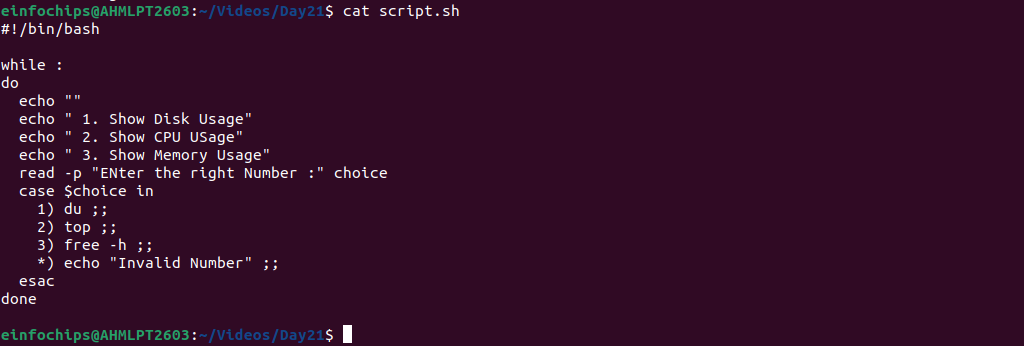 einfochips@AHMLPT2603:~/Videos/Day21$ cat script.sh
#!/bin/bash

while :
do
  echo ""
  echo " 1. Show Disk Usage"
  echo " 2. Show CPU USage"
  echo " 3. Show Memory Usage"
  read -p "ENter the right Number :" choice
  case $choice in
    1) du ;;
    2) top ;;
    3) free -h ;;
    *) echo "Invalid Number" ;;
  esac
done

einfochips@AHMLPT2603:~/Videos/Day21$